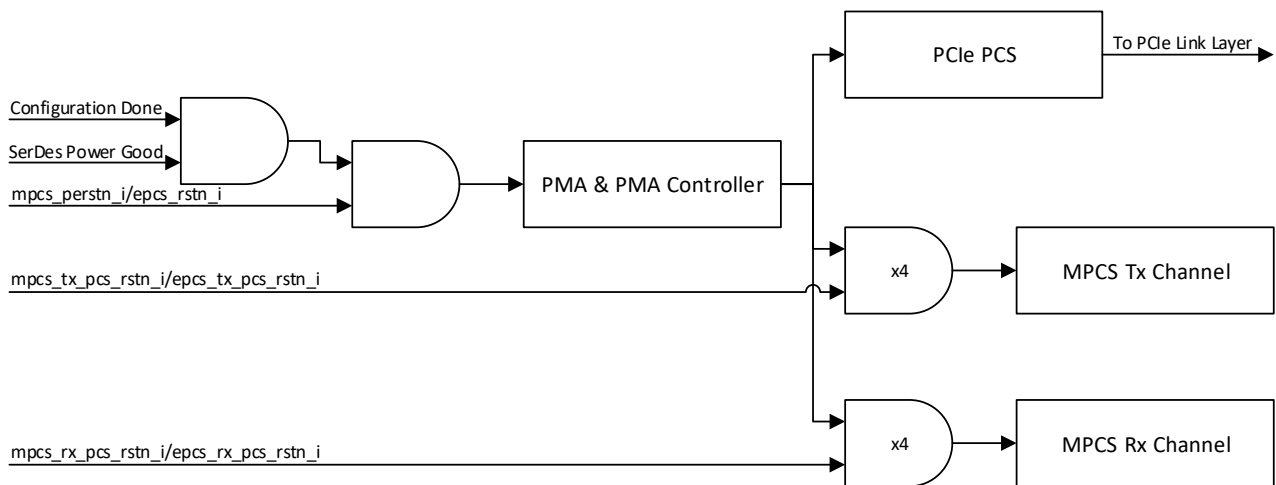 PCIe PCS
To PCIe Link Layer
Configuration Done
SerDes Power Good
mpcs_perstn_i/epcs_rstn_i
PMA & PMA Controller
mpcs_tx_pcs_rstn_i/epcs_tx_pcs_rstn_i
x4
MPCS Tx Channel
mpcs_rx_pcs_rstn_i/epcs_rx_pcs_rstn_i
x4
MPCS Rx Channel